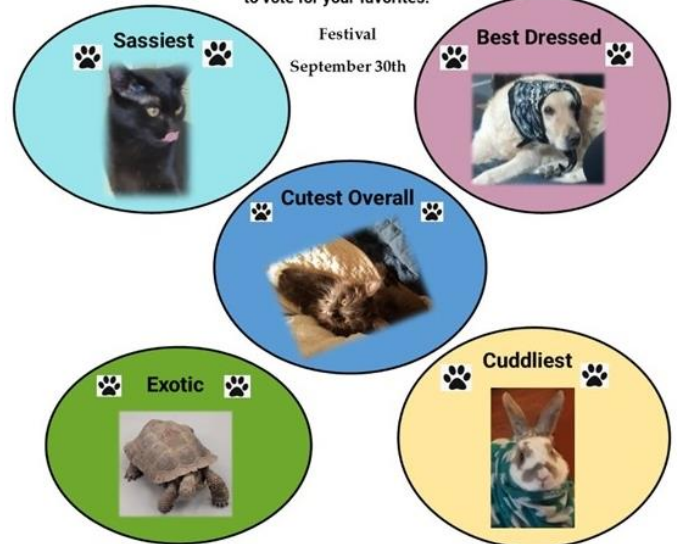 to vote for your favorites.
Festival
September 30th
Sassiest
Best Dressed
Cutest Overall
Exotic
Cuddliest